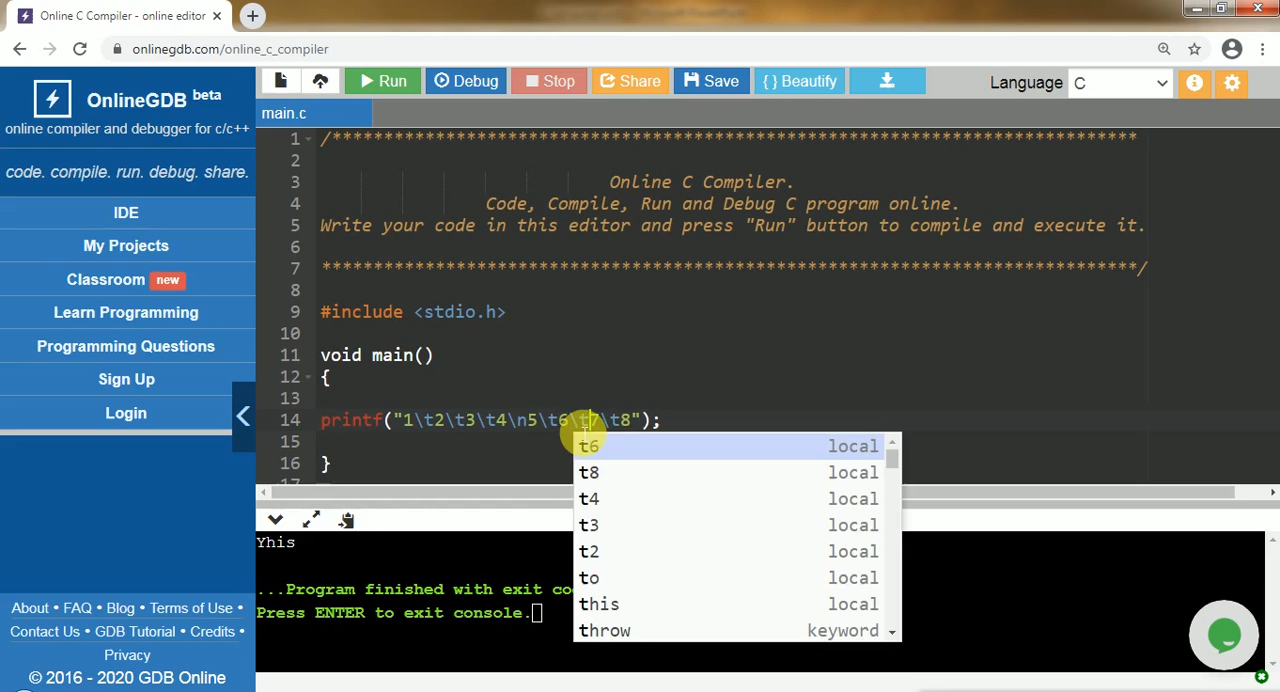 Online C Compiler - online editor
onlinegdb.com/online_c_compiler
OnlineGDB beta
online compiler and debugger for c/c++
code. compile. run. debug. share.
IDE
My Projects
Classroom new
Learn Programming
Programming Questions
Sign Up
Login
About • FAQ • Blog • Terms of Use •
Contact Us • GDB Tutorial • Credits •
Privacy
© 2016 - 2020 GDB Online
Run Debug Stop Share Save { } Beautify Language C
main.c
1 /******************************************************************************
2
3 Online C Compiler.
4 Code, Compile, Run and Debug C program online.
5 Write your code in this editor and press "Run" button to compile and execute it.
6
7 *******************************************************************************/
8
9 #include <stdio.h>
10
11 void main()
12 {
13
14 printf("1\t2\t3\t4\n5\t6\t7\t8");
15
16 }
17
t6 local
t8 local
t4 local
t3 local
t2 local
to local
this local
throw keyword
Yhis
...Program finished with exit co
Press ENTER to exit console.